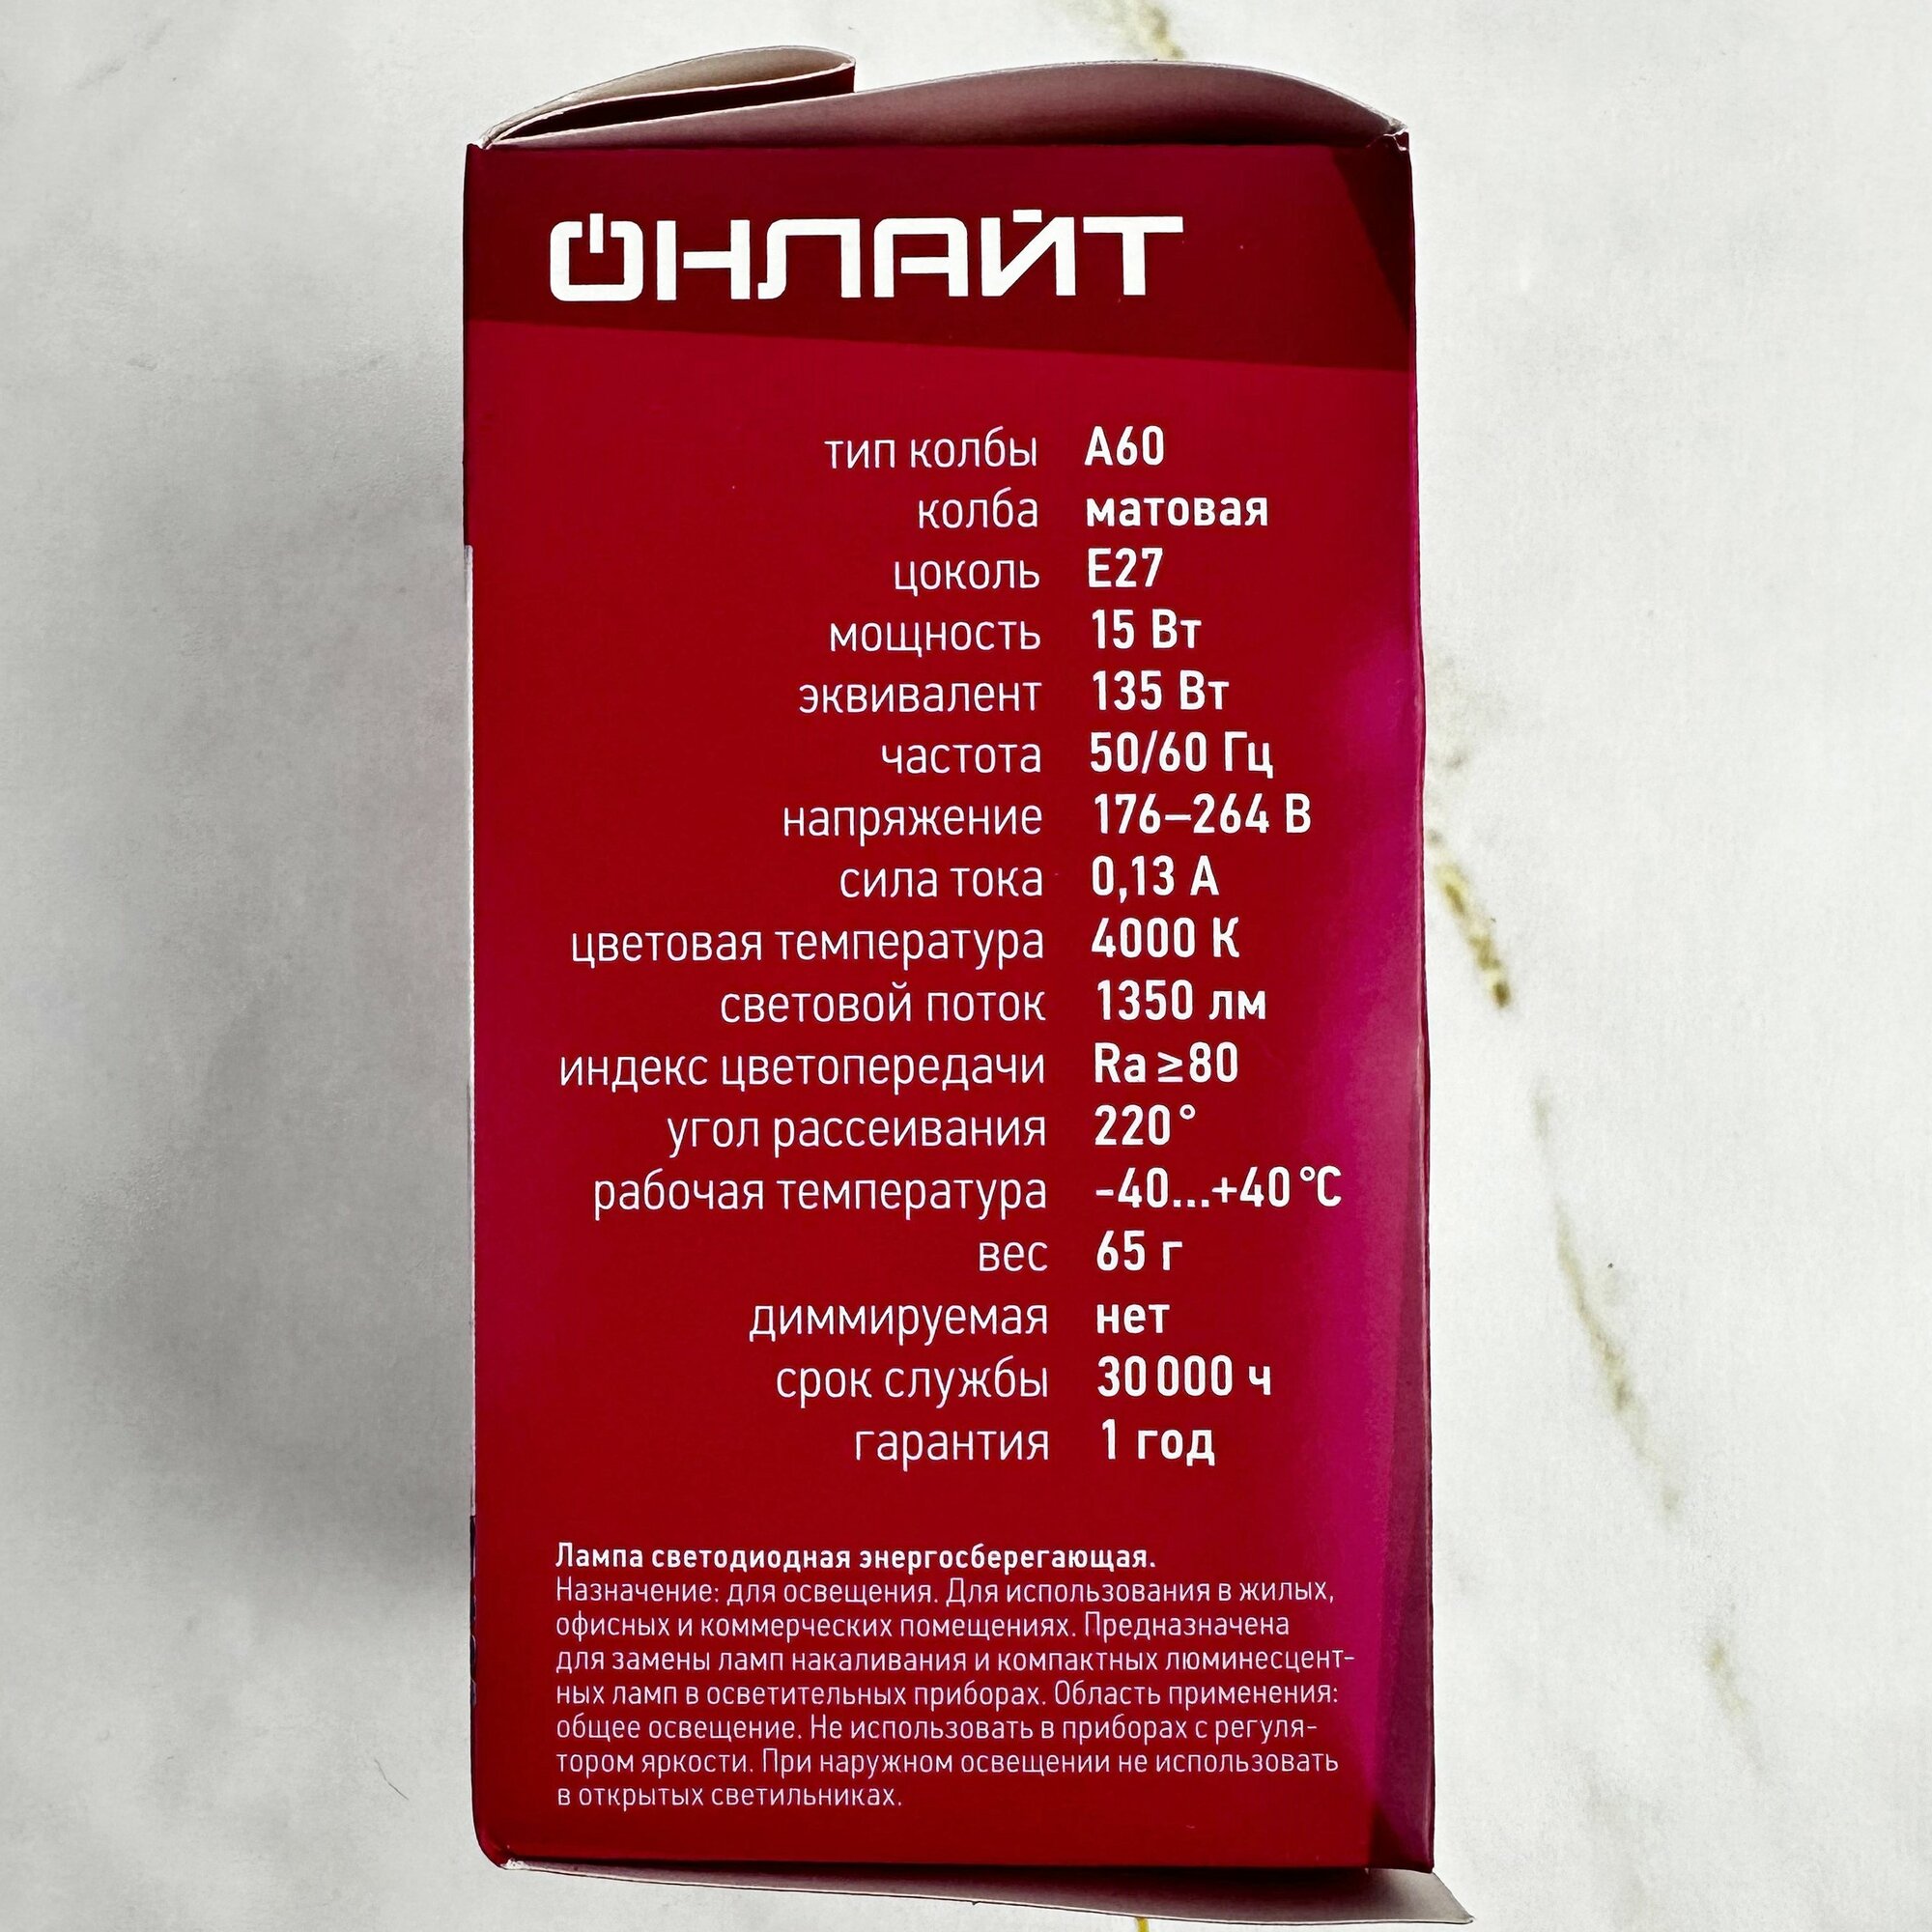 ОНЛАЙТ
тип колбы A60
колба матовая
цоколь E27
мощность 15 Вт
эквивалент 135 Вт
частота 50/60 Гц
напряжение 176–264 В
сила тока 0,13 А
цветовая температура 4000 К
световой поток 1350 лм
индекс цветопередачи Ra ≥80
угол рассеивания 220°
рабочая температура -40...+40°C
вес 65 г
диммируемая нет
срок службы 30 000 ч
гарантия 1 год
Лампа светодиодная энергосберегающая.
Назначение: для освещения. Для использования в жилых,
офисных и коммерческих помещениях. Предназначена
для замены ламп накаливания и компактных люминесцент-
ных ламп в осветительных приборах. Область применения:
общее освещение. Не использовать в приборах с регуля-
тором яркости. При наружном освещении не использовать
в открытых светильниках.